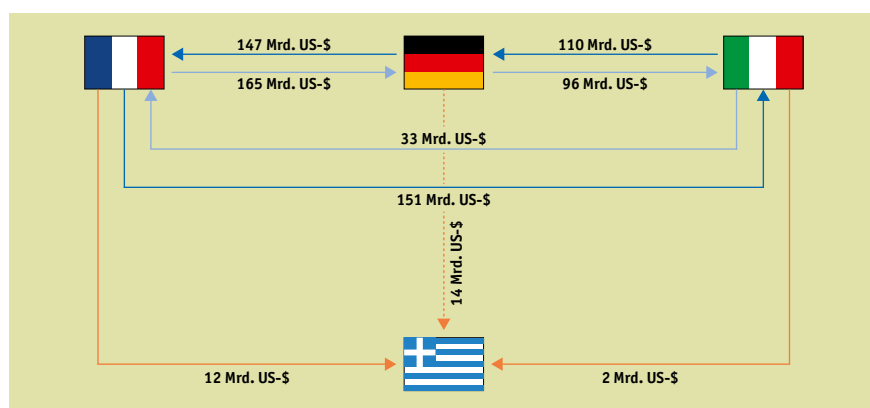 147 Mrd. US-$
110 Mrd. US-$
165 Mrd. US-$
96 Mrd. US-$
33 Mrd. US-$
151 Mrd. US-$
14 Mrd. US-$
12 Mrd. US-$
2 Mrd. US-$